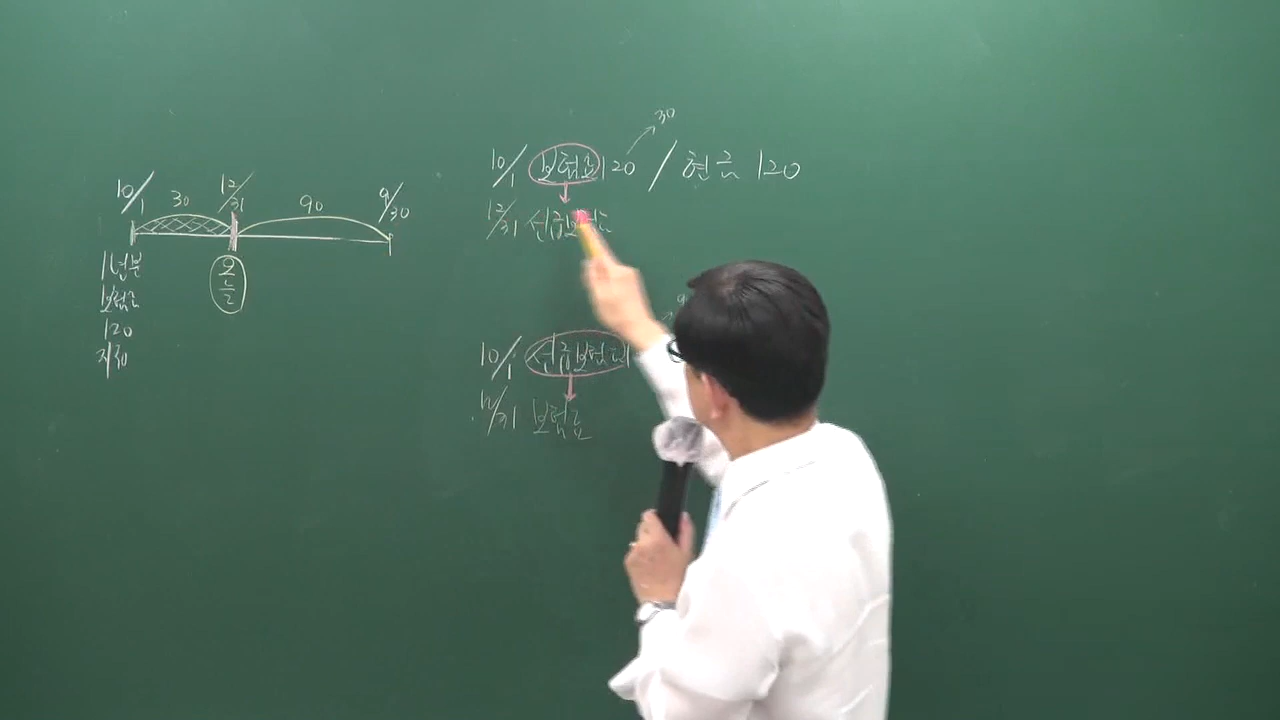 10/1 30 12/31 90 9/30
1년분
보험료
120
지급
오늘
30
10/1 보험료 120 / 현금 120
12/31 선급보험료
10/1 선급보험료 1
12/31 보험료